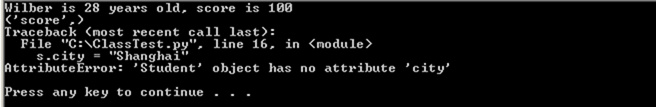 Wilber is 28 years old, score is 100
('score',)
Traceback (most recent call last):
  File "C:\ClassTest.py", line 16, in <module>
    s.city = "Shanghai"
AttributeError: 'Student' object has no attribute 'city'
Press any key to continue . . .